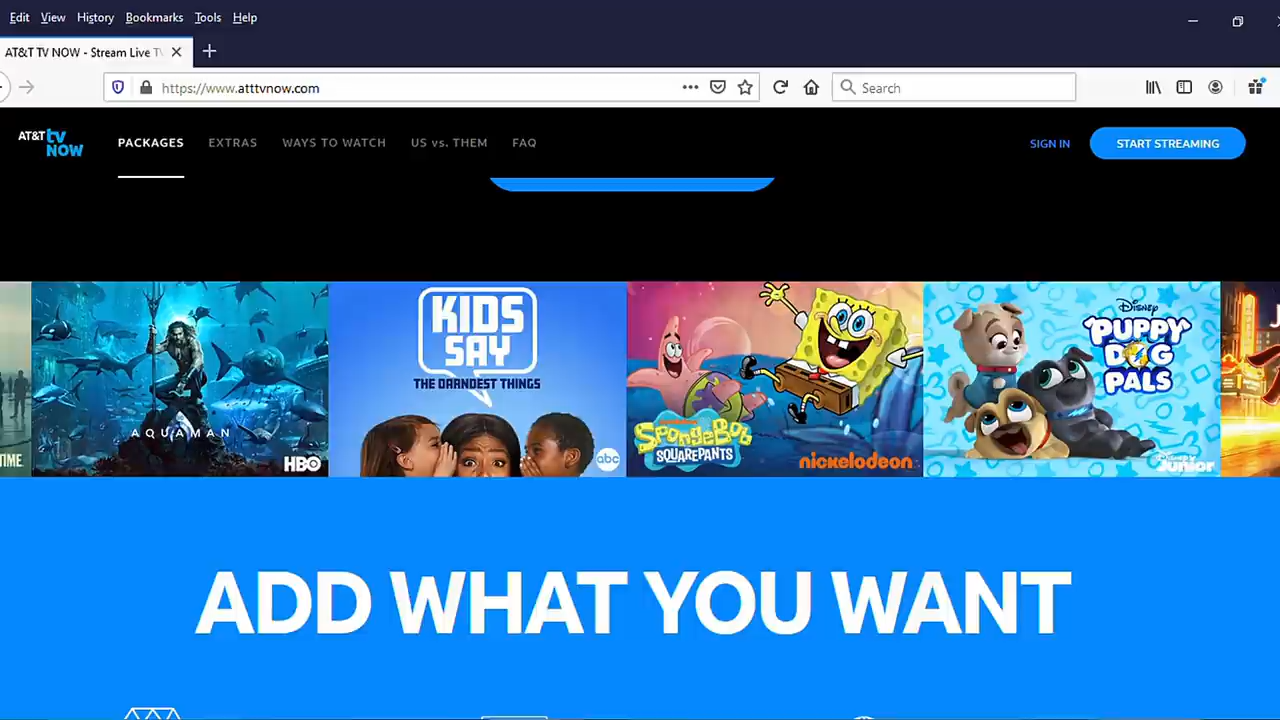 Edit View History Bookmarks Tools Help
AT&T TV NOW - Stream Live TV
https://www.atttvnow.com
Search
AT&T tv NOW
PACKAGES EXTRAS WAYS TO WATCH US vs. THEM FAQ
SIGN IN START STREAMING
TIME
AQUAMAN
HBO
KIDS
SAY
THE DARNDEST THINGS
abc
SpongeBob
SQUAREPANTS
nickelodeon
Disney
PUPPY
DOG
PALS
Disney
Junior
ADD WHAT YOU WANT